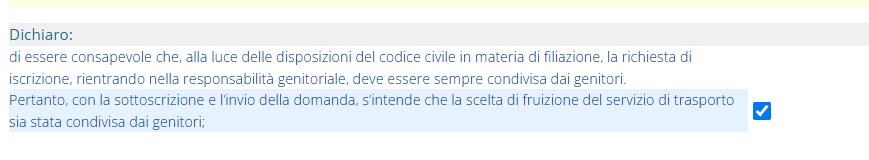 Dichiaro:
di essere consapevole che, alla luce delle disposizioni del codice civile in materia di filiazione, la richiesta di
iscrizione, rientrando nella responsabilità genitoriale, deve essere sempre condivisa dai genitori.
Pertanto, con la sottoscrizione e l'invio della domanda, s'intende che la scelta di fruizione del servizio di trasporto
sia stata condivisa dai genitori;